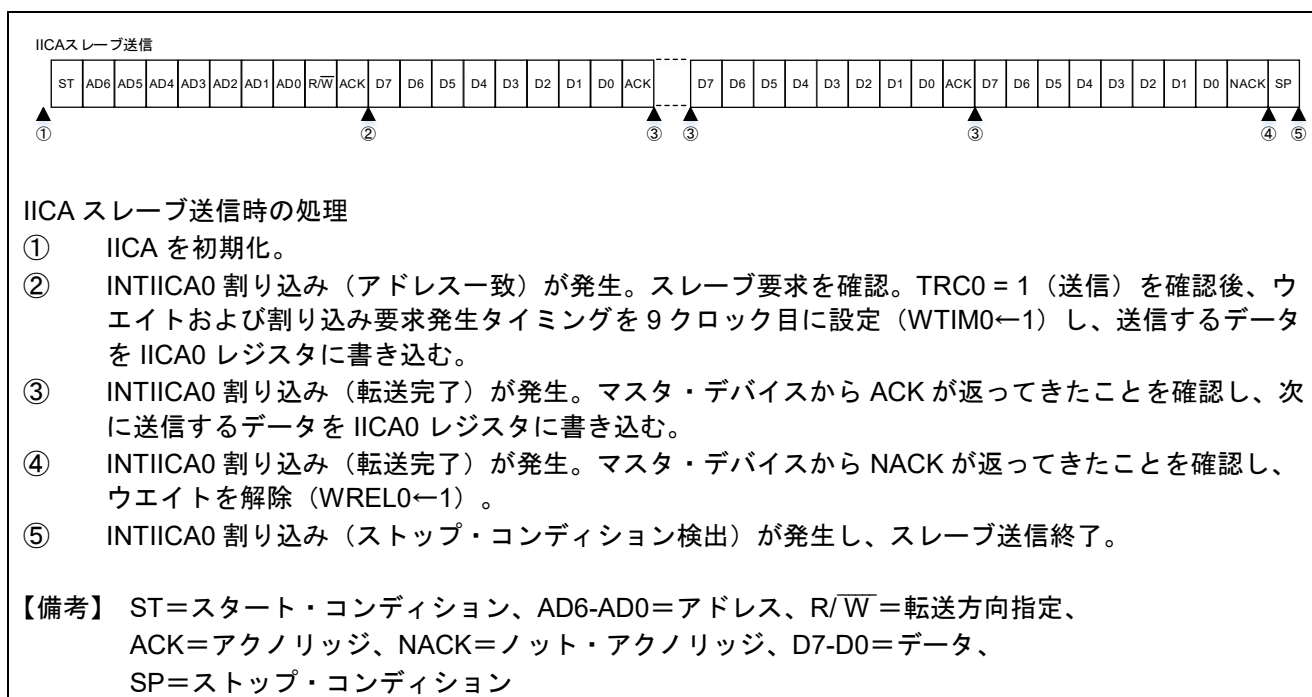 IICAスレーブ送信
ST AD6 AD5 AD4 AD3 AD2 AD1 AD0 R/W̅ ACK D7 D6 D5 D4 D3 D2 D1 D0 ACK D7 D6 D5 D4 D3 D2 D1 D0 ACK D7 D6 D5 D4 D3 D2 D1 D0 NACK SP
① ② ③ ③ ③ ④ ⑤
IICA スレーブ送信時の処理
① IICA を初期化。
② INTIICA0 割り込み（アドレス一致）が発生。スレーブ要求を確認。TRC0 = 1（送信）を確認後、ウ
エイトおよび割り込み要求発生タイミングを 9 クロック目に設定（WTIM0←1）し、送信するデータ
を IICA0 レジスタに書き込む。
③ INTIICA0 割り込み（転送完了）が発生。マスタ・デバイスから ACK が返ってきたことを確認し、次
に送信するデータを IICA0 レジスタに書き込む。
④ INTIICA0 割り込み（転送完了）が発生。マスタ・デバイスから NACK が返ってきたことを確認し、
ウエイトを解除（WREL0←1）。
⑤ INTIICA0 割り込み（ストップ・コンディション検出）が発生し、スレーブ送信終了。
【備考】 ST＝スタート・コンディション、AD6-AD0＝アドレス、R/W̅＝転送方向指定、
ACK＝アクノリッジ、NACK＝ノット・アクノリッジ、D7-D0＝データ、
SP＝ストップ・コンディション